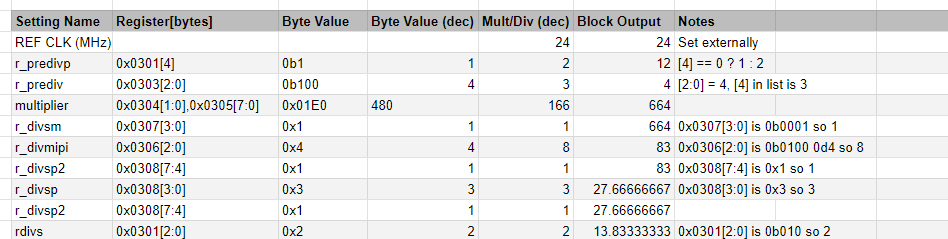 Setting Name Register[bytes] Byte Value Byte Value (dec) Mult/Div (dec) Block Output Notes
REF CLK (MHz) 24 24 Set externally
r_predivp 0x0301[4] 0b1 1 2 12 [4] == 0 ? 1 : 2
r_prediv 0x0303[2:0] 0b100 4 3 4 [2:0] = 4, [4] in list is 3
multiplier 0x0304[1:0],0x0305[7:0] 0x01E0 480 166 664
r_divsm 0x0307[3:0] 0x1 1 1 664 0x0307[3:0] is 0b0001 so 1
r_divmipi 0x0306[2:0] 0x4 4 8 83 0x0306[2:0] is 0b0100 0d4 so 8
r_divsp2 0x0308[7:4] 0x1 1 1 83 0x0308[7:4] is 0x1 so 1
r_divsp 0x0308[3:0] 0x3 3 3 27.66666667 0x0308[3:0] is 0x3 so 3
r_divsp2 0x0308[7:4] 0x1 1 1 27.66666667
rdivs 0x0301[2:0] 0x2 2 2 13.83333333 0x0301[2:0] is 0b010 so 2